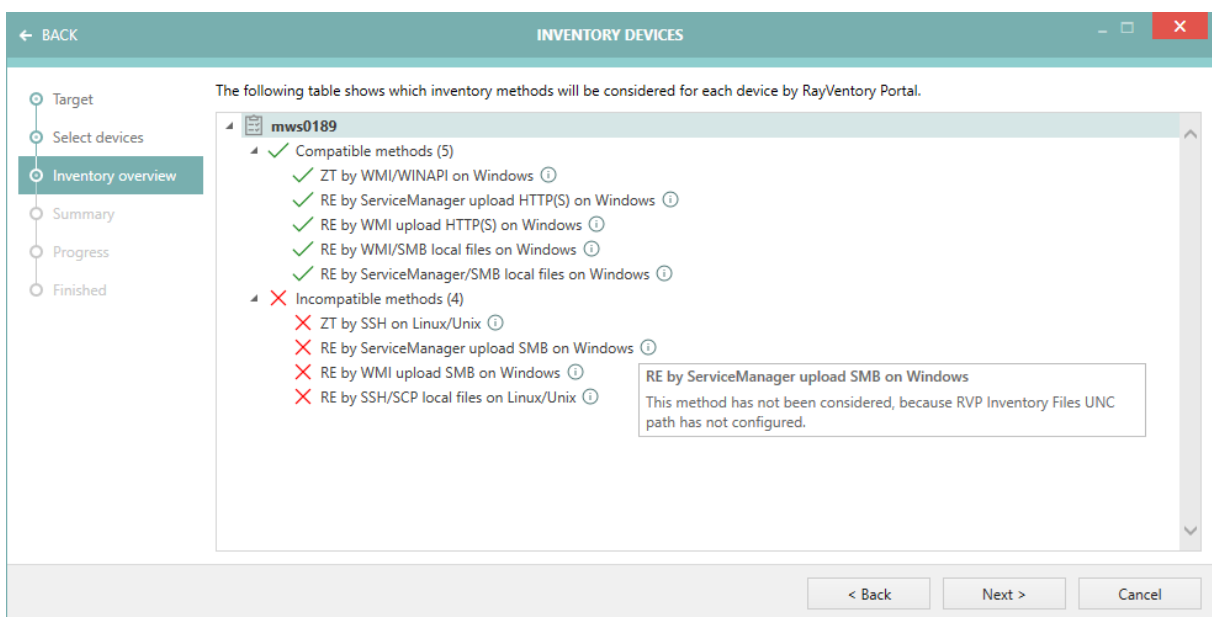 BACK
INVENTORY DEVICES
Target
Select devices
Inventory overview
Summary
Progress
Finished
The following table shows which inventory methods will be considered for each device by RayVentory Portal.
mws0189
Compatible methods (5)
ZT by WMI/WINAPI on Windows
RE by ServiceManager upload HTTP(S) on Windows
RE by WMI upload HTTP(S) on Windows
RE by WMI/SMB local files on Windows
RE by ServiceManager/SMB local files on Windows
Incompatible methods (4)
ZT by SSH on Linux/Unix
RE by ServiceManager upload SMB on Windows
RE by WMI upload SMB on Windows
RE by SSH/SCP local files on Linux/Unix
RE by ServiceManager upload SMB on Windows
This method has not been considered, because RVP Inventory Files UNC
path has not configured.
< Back
Next >
Cancel